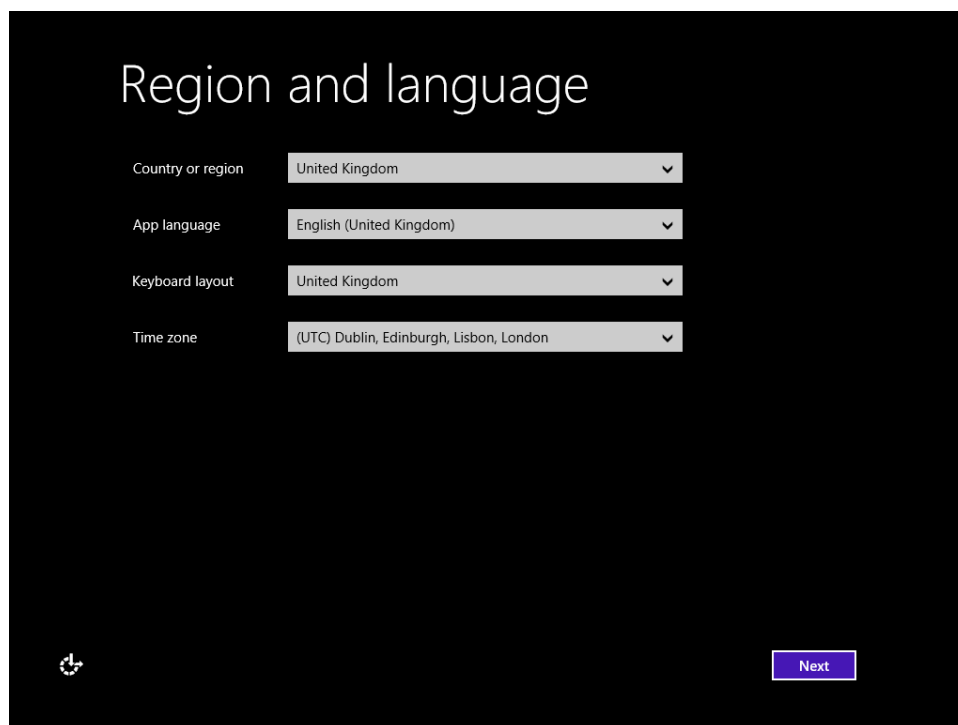 Region and language
Country or region United Kingdom
App language English (United Kingdom)
Keyboard layout United Kingdom
Time zone (UTC) Dublin, Edinburgh, Lisbon, London
Next